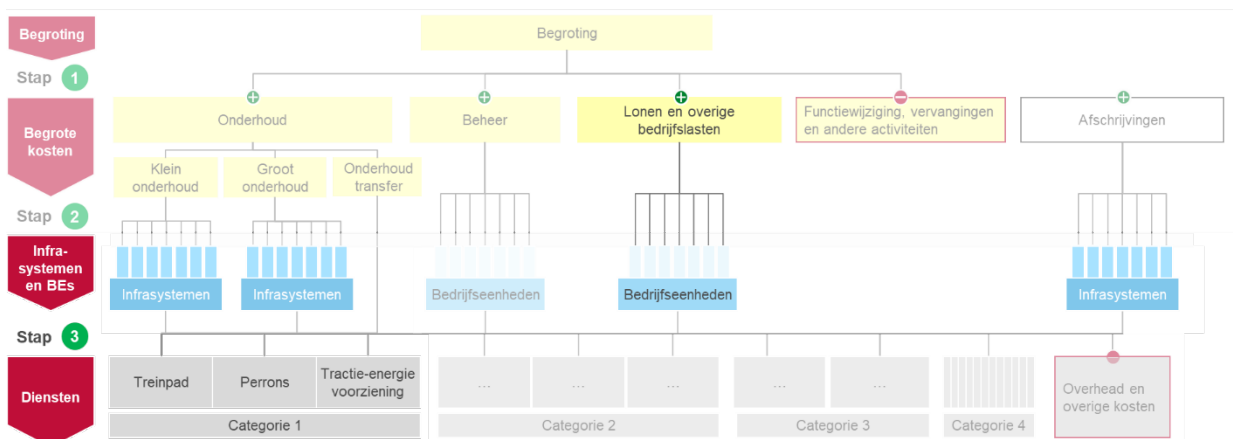 Begroting
Begroting
Stap 1
Begrote
kosten
Onderhoud
Beheer
Lonen en overige
bedrijfslasten
Functiewijziging, vervangingen
en andere activiteiten
Afschrijvingen
Klein
onderhoud
Groot
onderhoud
Onderhoud
transfer
Stap 2
Infra-
systemen
en BEs
Infrasystemen
Infrasystemen
Bedrijfseenheden
Bedrijfseenheden
Infrasystemen
Stap 3
Diensten
Treinpad
Perrons
Tractie-energie
voorziening
...
...
...
...
...
Overhead en
overige kosten
Categorie 1
Categorie 2
Categorie 3
Categorie 4